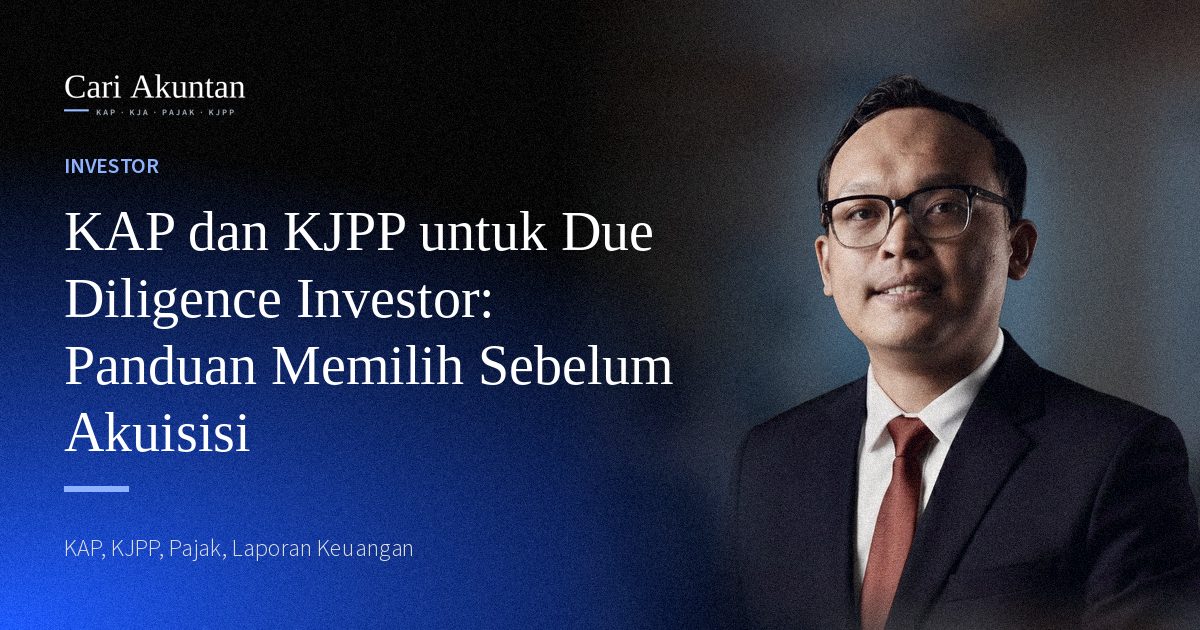 Cari Akuntan
KAP · KJA · PAJAK · KJPP
INVESTOR
KAP dan KJPP untuk Due
Diligence Investor:
Panduan Memilih Sebelum
Akuisisi
KAP, KJPP, Pajak, Laporan Keuangan